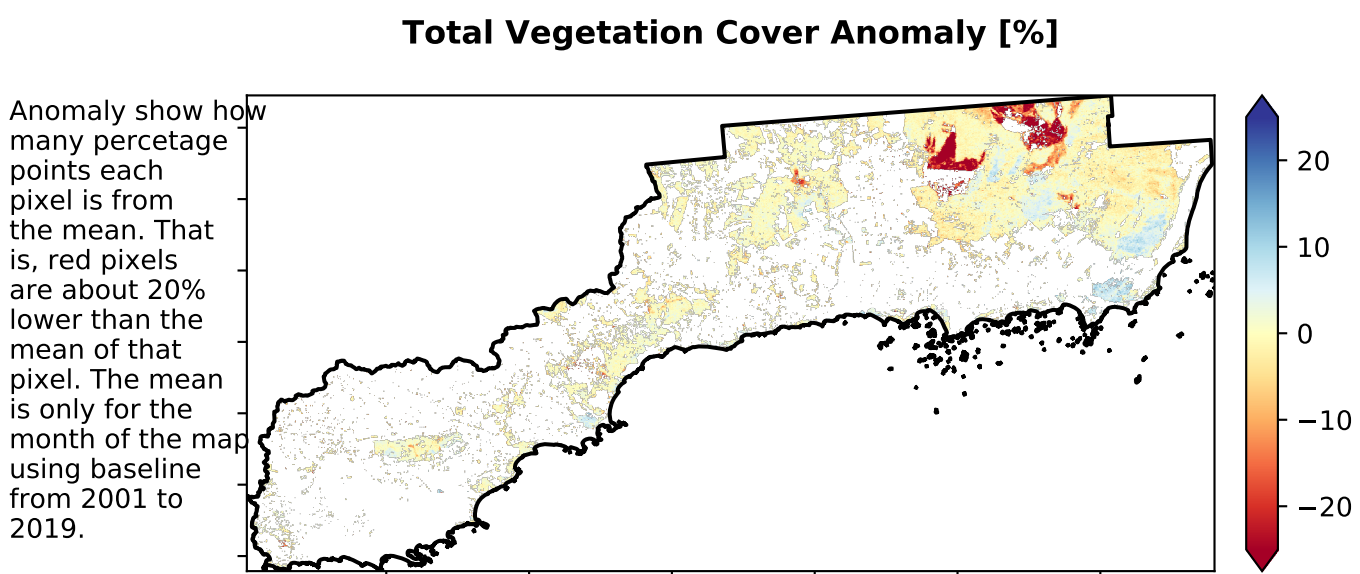 Total Vegetation Cover Anomaly [%]
Anomaly show how
many percetage
points each
pixel is from
the mean. That
is, red pixels
are about 20%
lower than the
mean of that
pixel. The mean
is only for the
month of the map
using baseline
from 2001 to
2019.
20
10
0
−10
−20